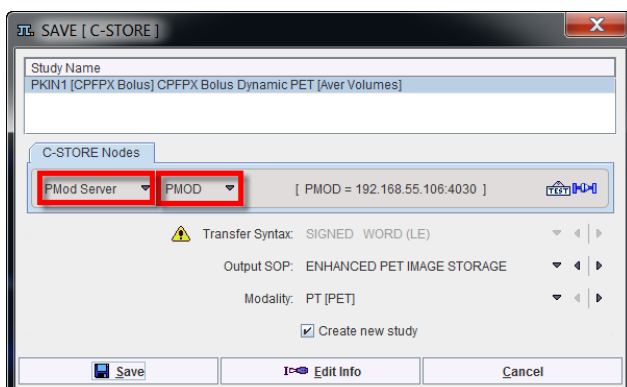 SAVE [ C-STORE ]
Study Name
PKIN1 [CPFPX Bolus] CPFPX Bolus Dynamic PET [Aver Volumes]
C-STORE Nodes
PMod Server PMOD [ PMOD = 192.168.55.106:4030 ] TEST
Transfer Syntax: SIGNED WORD (LE)
Output SOP: ENHANCED PET IMAGE STORAGE
Modality: PT [PET]
Create new study
Save Edit Info Cancel